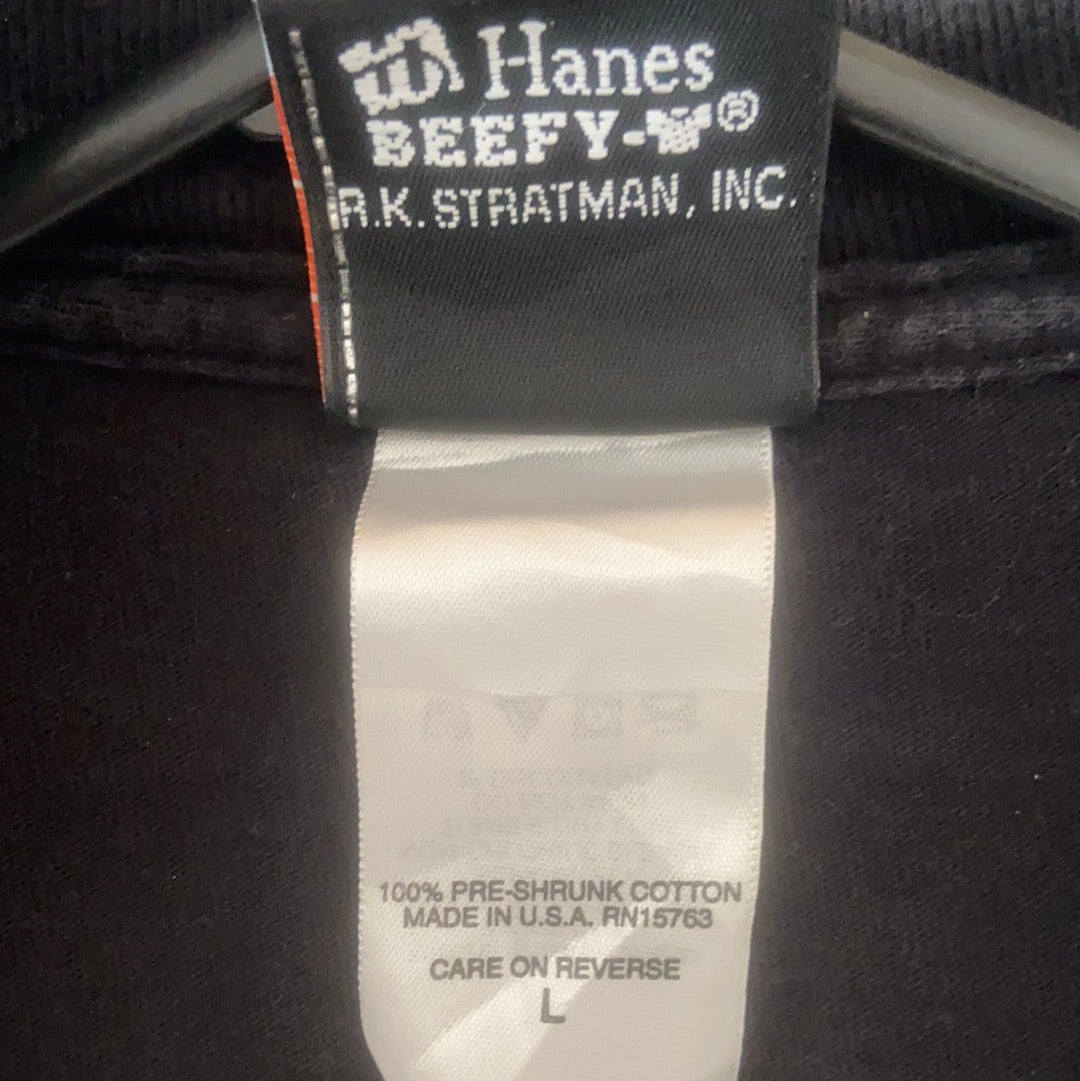 Hanes
BEEFY-T®
R.K. STRATMAN, INC.
100% PRE-SHRUNK COTTON
MADE IN U.S.A. RN15763
CARE ON REVERSE
L